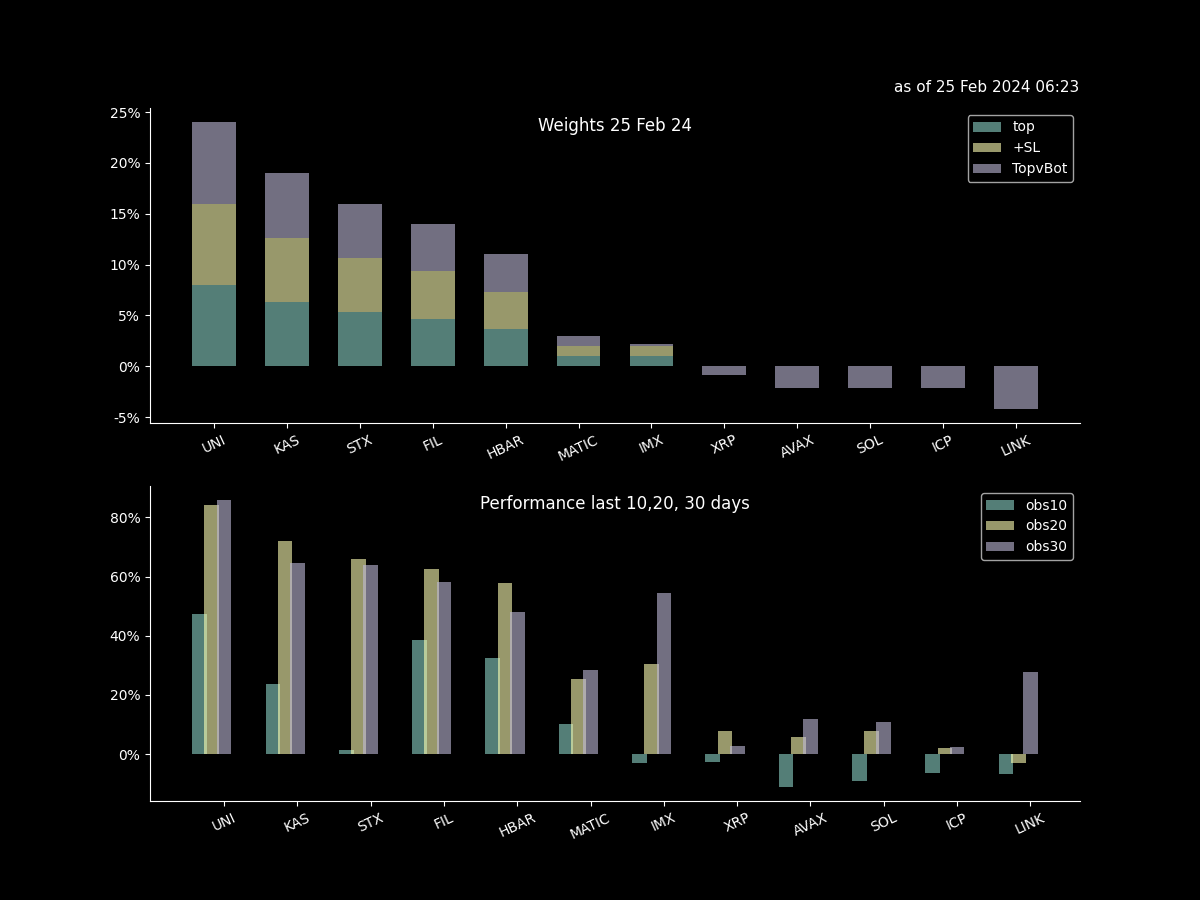 as of 25 Feb 2024 06:23
Weights 25 Feb 24
top
+SL
TopvBot
25%
20%
15%
10%
5%
0%
-5%
UNI KAS STX FIL HBAR MATIC IMX XRP AVAX SOL ICP LINK
Performance last 10,20, 30 days
obs10
obs20
obs30
80%
60%
40%
20%
0%
UNI KAS STX FIL HBAR MATIC IMX XRP AVAX SOL ICP LINK